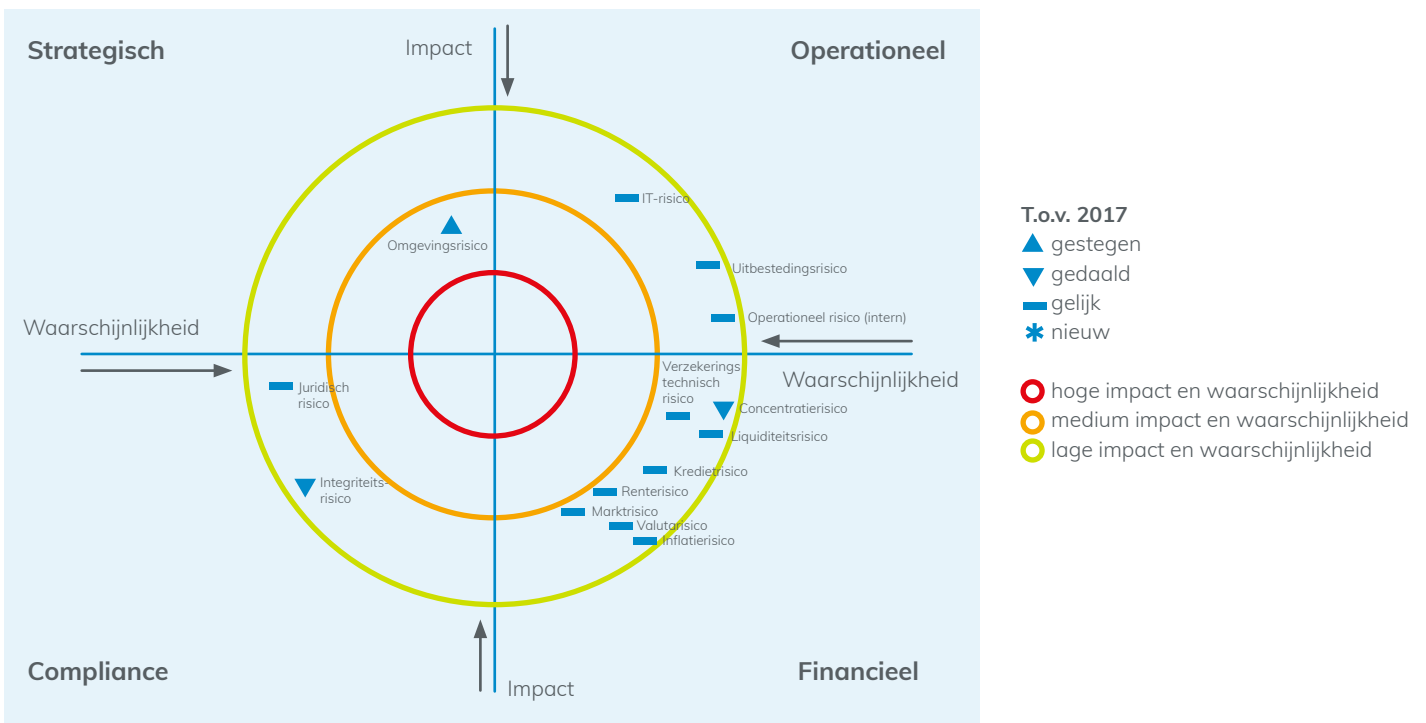 Strategisch
Impact
Operationeel
IT-risico
Omgevingsrisico
Uitbestedingsrisico
Operationeel risico (intern)
Waarschijnlijkheid
Verzekerings
technisch
risico
Waarschijnlijkheid
Juridisch
risico
Concentratierisico
Liquiditeitsrisico
Kredietrisico
Integriteits-
risico
Renterisico
Marktrisico
Valutarisico
Inflatierisico
Compliance
Financieel
Impact
T.o.v. 2017
gestegen
gedaald
gelijk
nieuw
hoge impact en waarschijnlijkheid
medium impact en waarschijnlijkheid
lage impact en waarschijnlijkheid